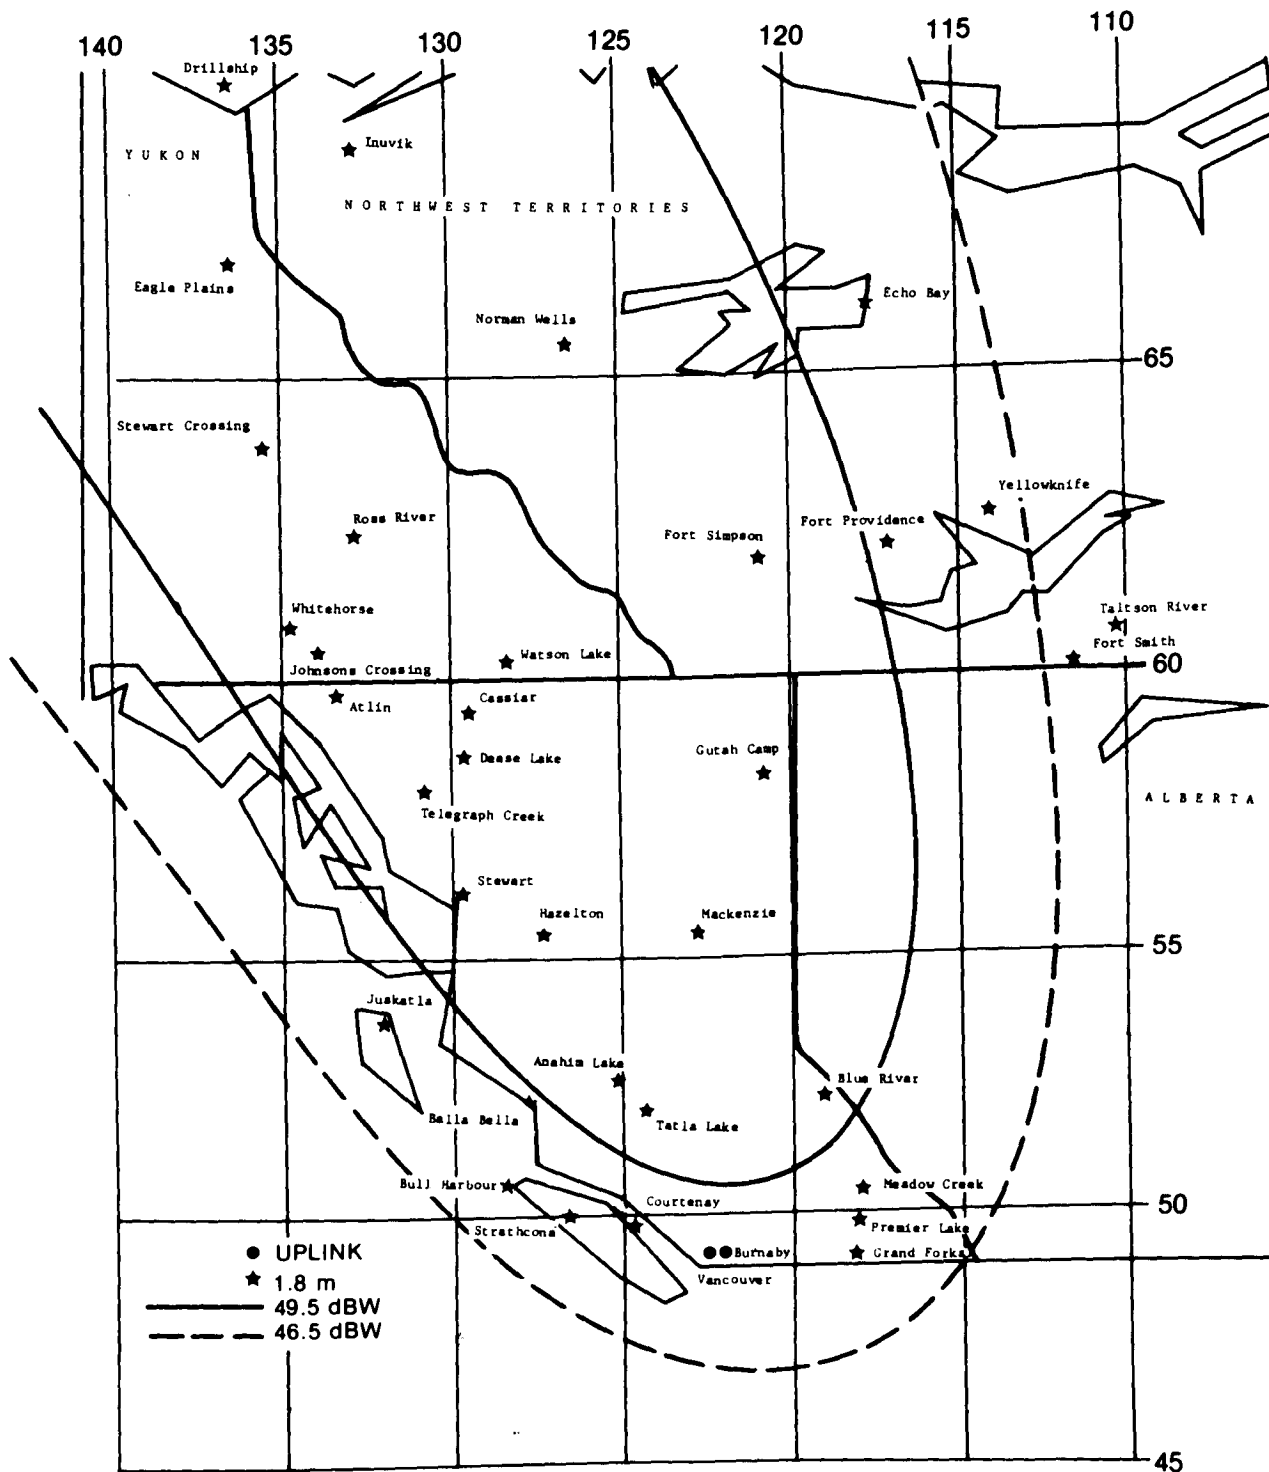 140
135
130
125
120
115
110
Drillship
YUKON
Inuvik
NORTHWEST TERRITORIES
Eagle Plains
Echo Bay
Norman Wells
65
Stewart Crossing
Yellowknife
Ross River
Fort Providence
Fort Simpson
Whitehorse
Taltson River
Fort Smith
Watson Lake
60
Johnsons Crossing
Cassiar
Atlin
Gutah Camp
Dease Lake
ALBERTA
Telegraph Creek
Stewart
Hazelton
Mackenzie
55
Juskatla
Anahim Lake
Blue River
Balla Bella
Tatla Lake
Bull Harbour
Meadow Creek
Courtenay
50
Strathcona
Premier Lake
UPLINK
Burnaby
Grand Forks
1.8 m
Vancouver
49.5 dBW
46.5 dBW
45